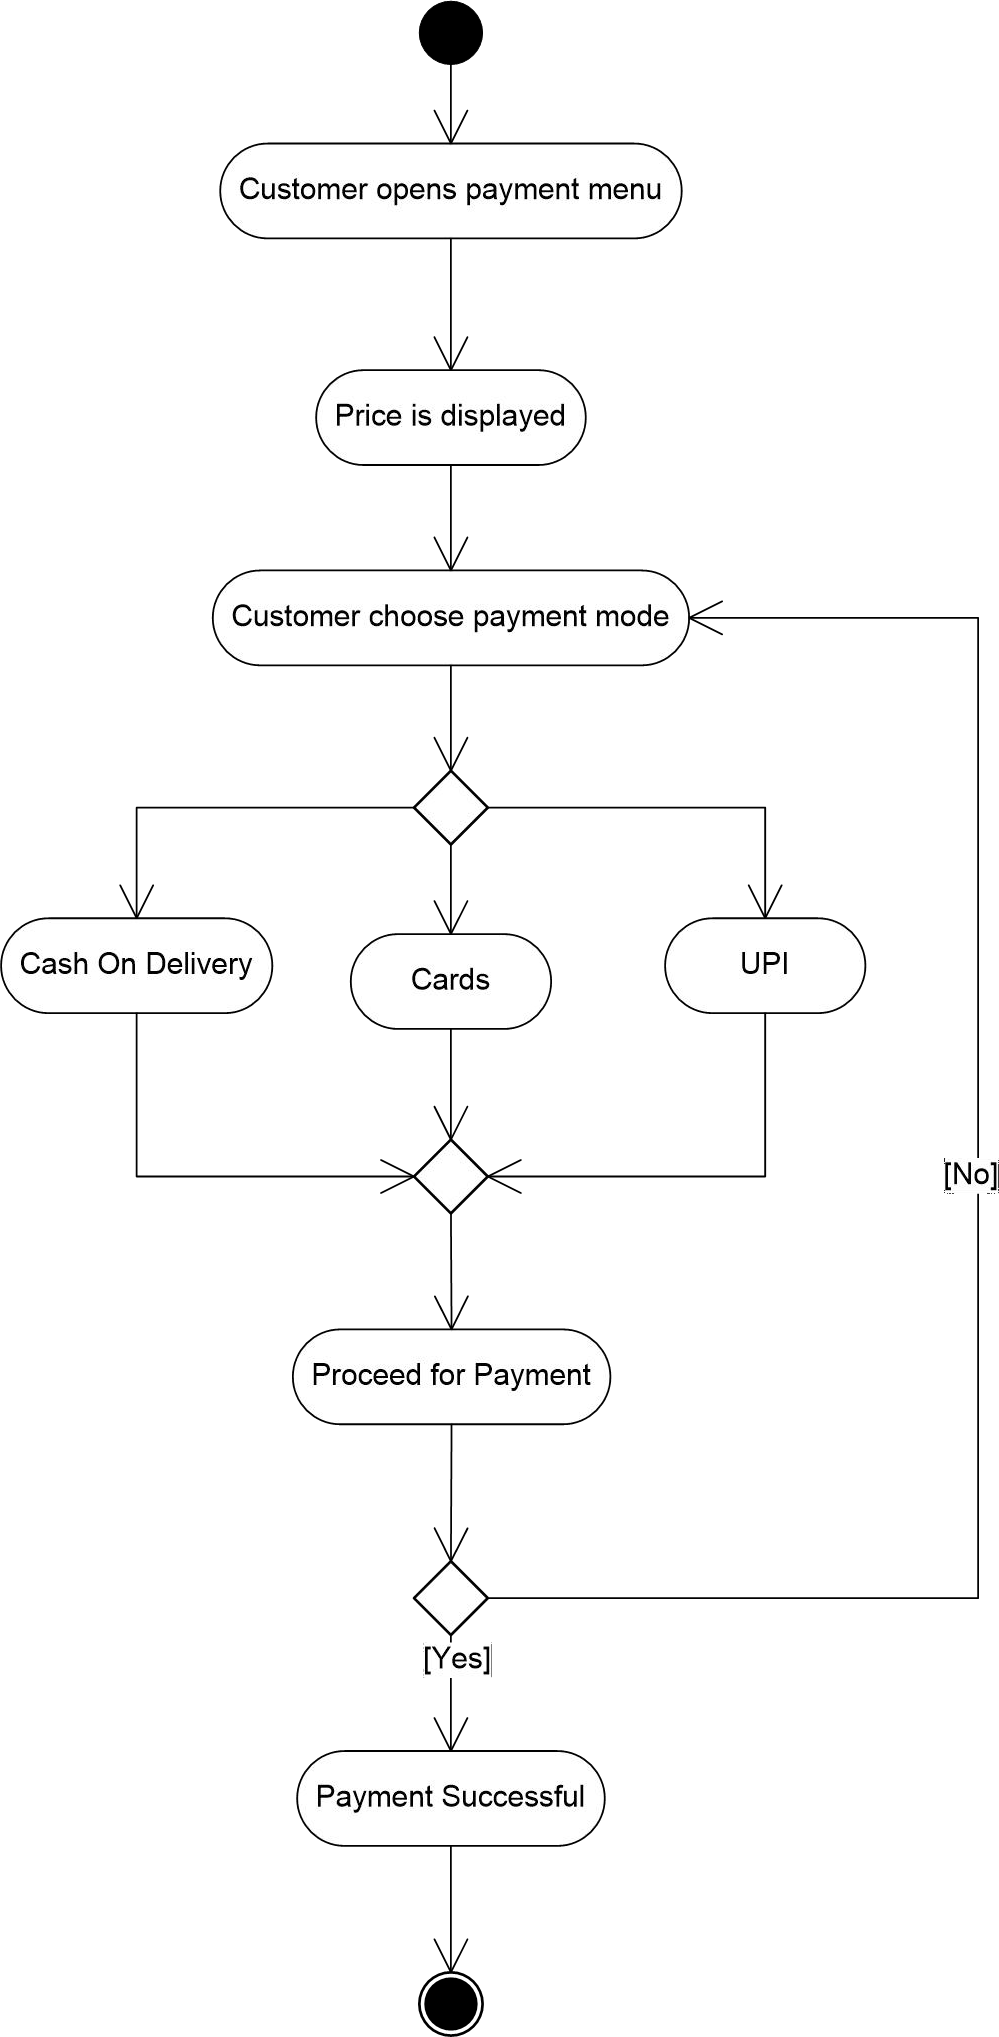 Customer opens payment menu
Price is displayed
Customer choose payment mode
Cash On Delivery
Cards
UPI
[No]
Proceed for Payment
[Yes]
Payment Successful